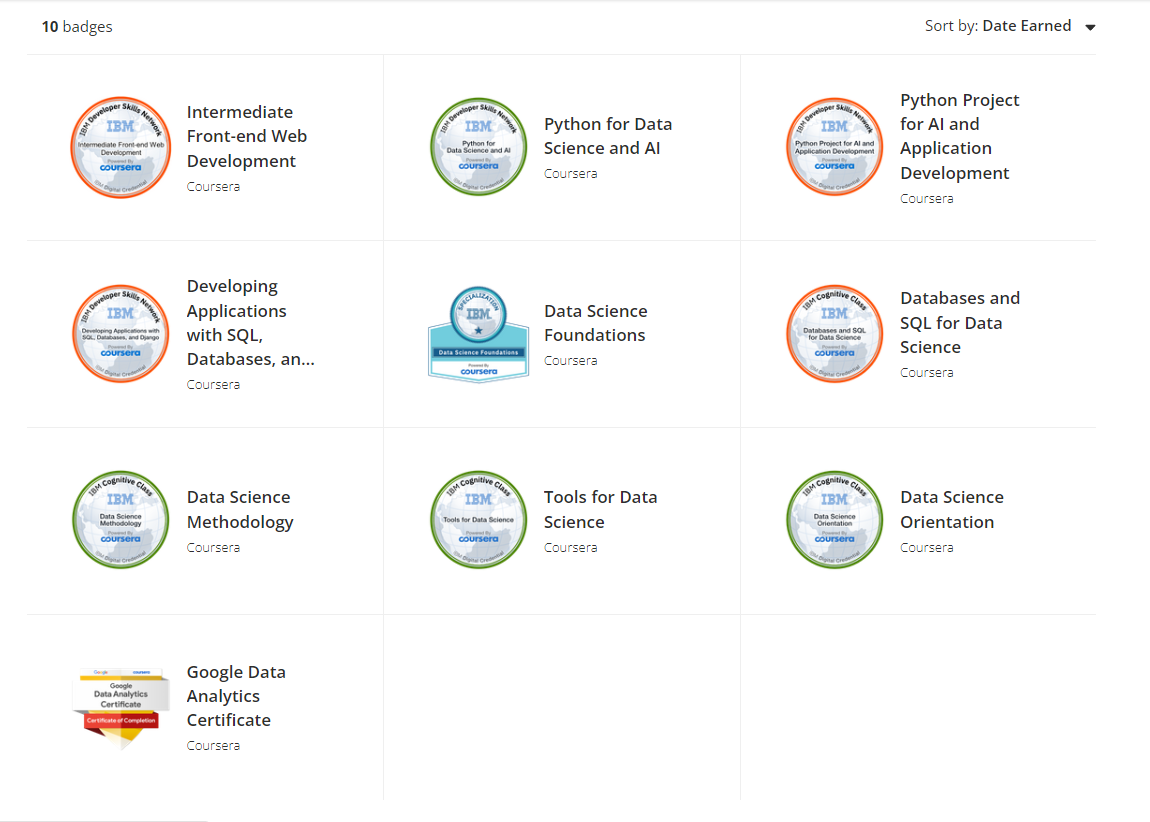 10 badges
Sort by: Date Earned
IBM Developer Skills Network
IBM
Intermediate Front-end Web
Development
Powered By
coursera
IBM Digital Credential
Intermediate
Front-end Web
Development
Coursera
IBM Developer Skills Network
IBM
Python for
Data Science and AI
Powered By
coursera
IBM Digital Credential
Python for Data
Science and AI
Coursera
IBM Developer Skills Network
IBM
Python Project for AI and
Application Development
Powered By
coursera
IBM Digital Credential
Python Project
for AI and
Application
Development
Coursera
IBM Developer Skills Network
IBM
Developing Applications with
SQL, Databases, and Django
Powered By
coursera
IBM Digital Credential
Developing
Applications
with SQL,
Databases, an...
Coursera
SPECIALIZATION
IBM
Data Science Foundations
Powered By
coursera
Data Science
Foundations
Coursera
IBM Cognitive Class
IBM
Databases and SQL
for Data Science
Powered By
coursera
IBM Digital Credential
Databases and
SQL for Data
Science
Coursera
IBM Cognitive Class
IBM
Data Science
Methodology
Powered By
coursera
IBM Digital Credential
Data Science
Methodology
Coursera
IBM Cognitive Class
IBM
Tools for Data Science
Powered By
coursera
IBM Digital Credential
Tools for Data
Science
Coursera
IBM Cognitive Class
IBM
Data Science
Orientation
Powered By
coursera
IBM Digital Credential
Data Science
Orientation
Coursera
Google coursera
Google
Data Analytics
Certificate
Certificate of Completion
Google Data
Analytics
Certificate
Coursera